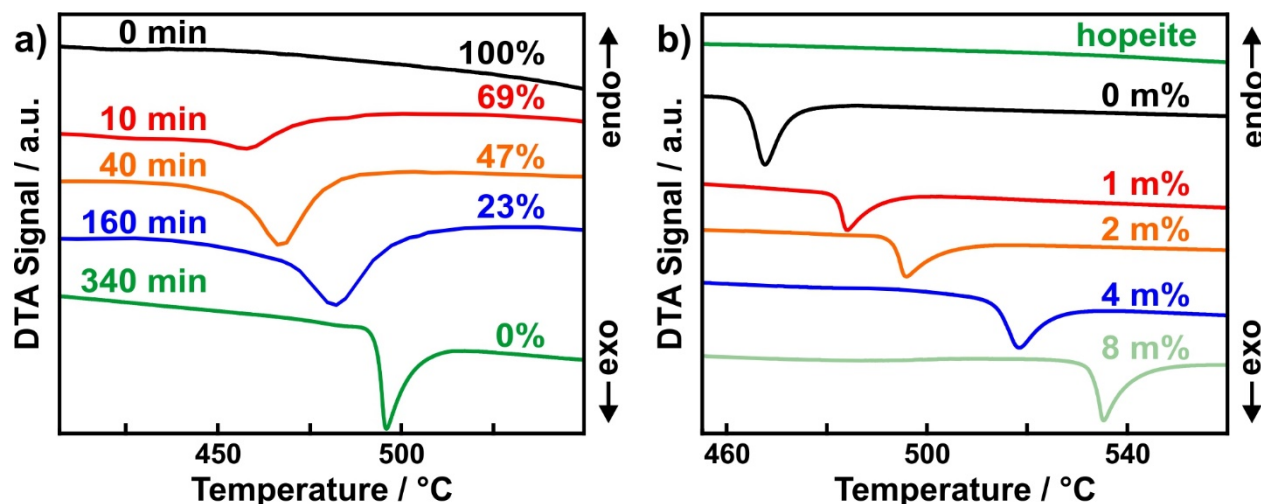 a)
0 min
100%
10 min
69%
40 min
47%
160 min
23%
340 min
0%
DTA Signal / a.u.
450
500
Temperature / °C
endo→
←exo
b)
hopeite
0 m%
1 m%
2 m%
4 m%
8 m%
DTA Signal / a.u.
460
500
540
Temperature / °C
endo→
←exo